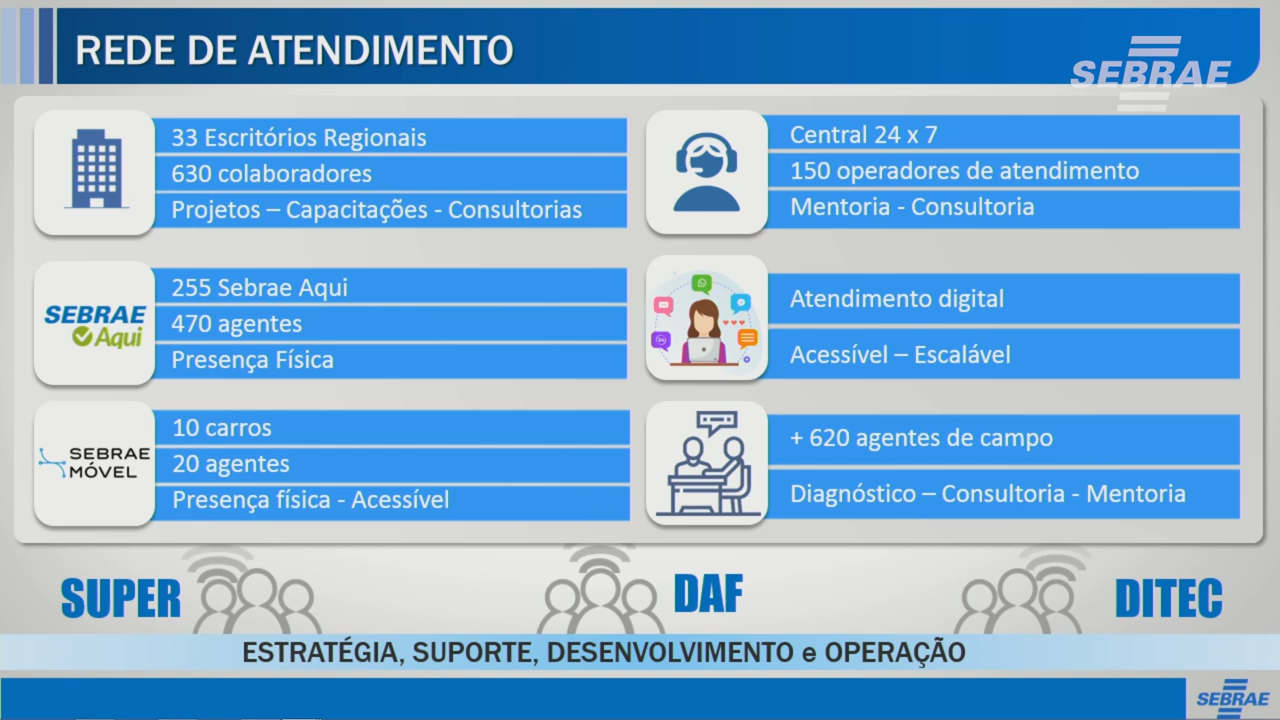 REDE DE ATENDIMENTO
SEBRAE
33 Escritórios Regionais
630 colaboradores
Projetos – Capacitações - Consultorias
Central 24 x 7
150 operadores de atendimento
Mentoria - Consultoria
SEBRAE
Aqui
255 Sebrae Aqui
470 agentes
Presença Física
Atendimento digital
Acessível – Escalável
SEBRAE
MÓVEL
10 carros
20 agentes
Presença física - Acessível
+ 620 agentes de campo
Diagnóstico – Consultoria - Mentoria
SUPER
DAF
DITEC
ESTRATÉGIA, SUPORTE, DESENVOLVIMENTO e OPERAÇÃO
SEBRAE